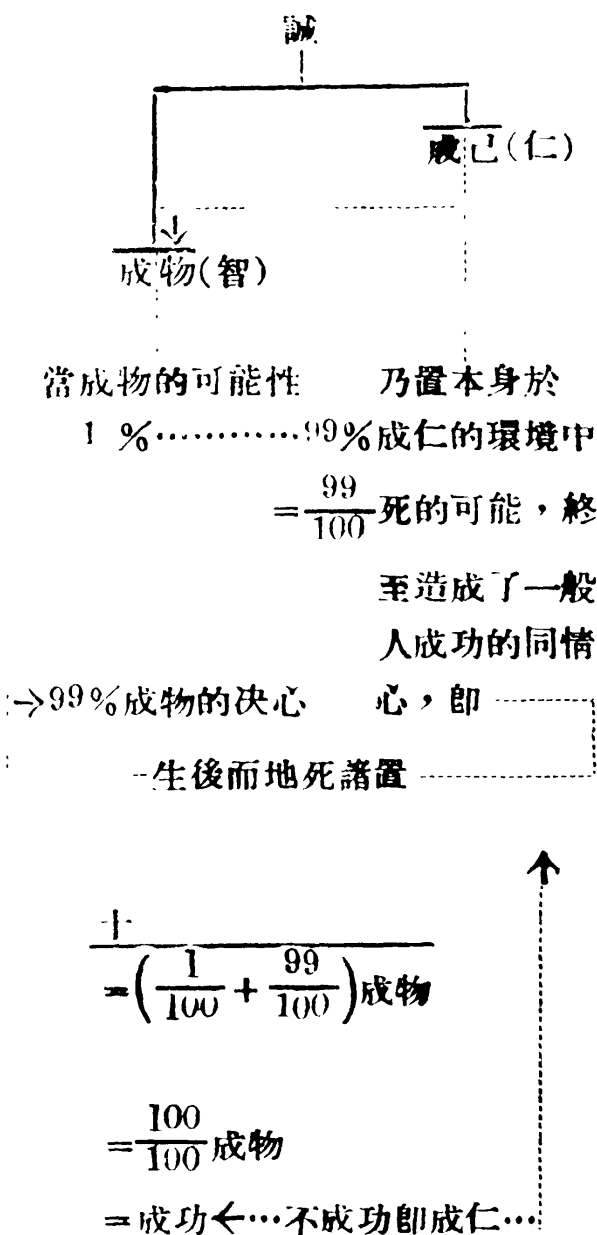 誠
成己(仁)
成物(智)
當成物的可能性 乃置本身於
1 %…………99%成仁的環境中
=99/100死的可能，終
至造成了一般
人成功的同情
→99%成物的決心 心，卽
生後而地死諸置
十
=(1/100+99/100)成物
=100/100成物
=成功←…不成功卽成仁…